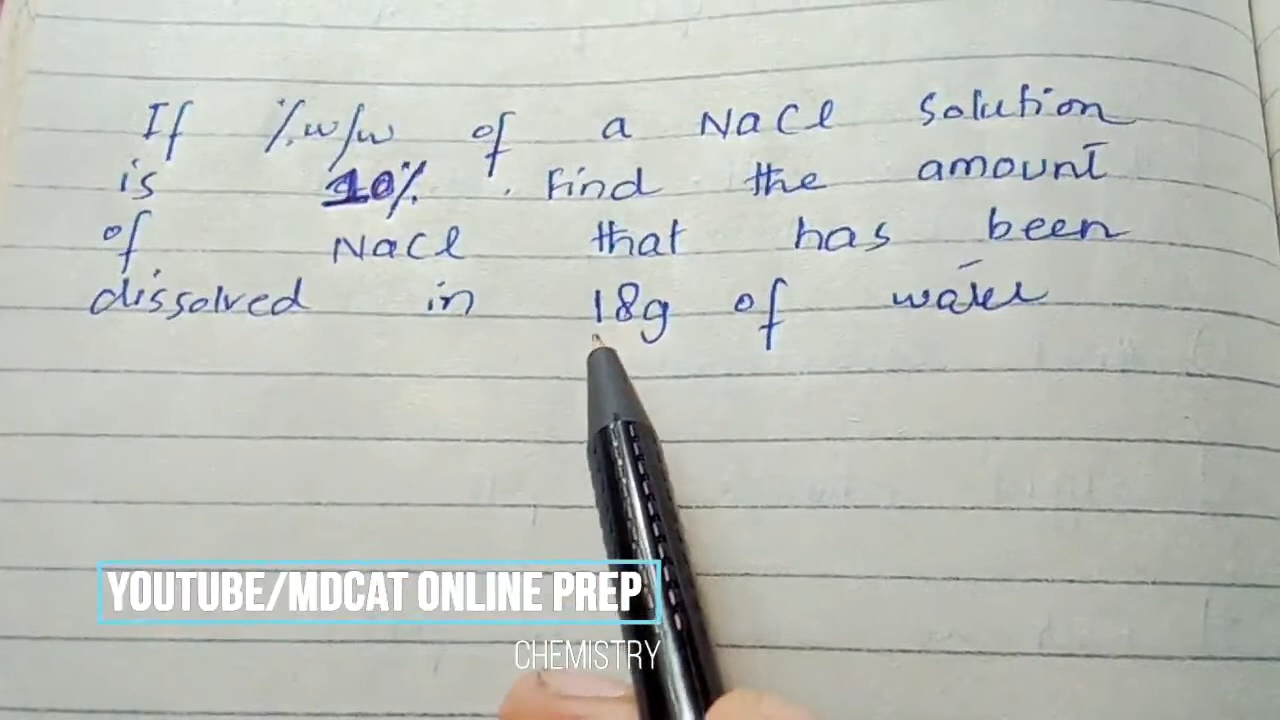 If %w/w of a NaCl solution
is 10%. Find the amount
of NaCl that has been
dissolved in 18g of water
YOUTUBE/MDCAT ONLINE PREP
CHEMISTRY